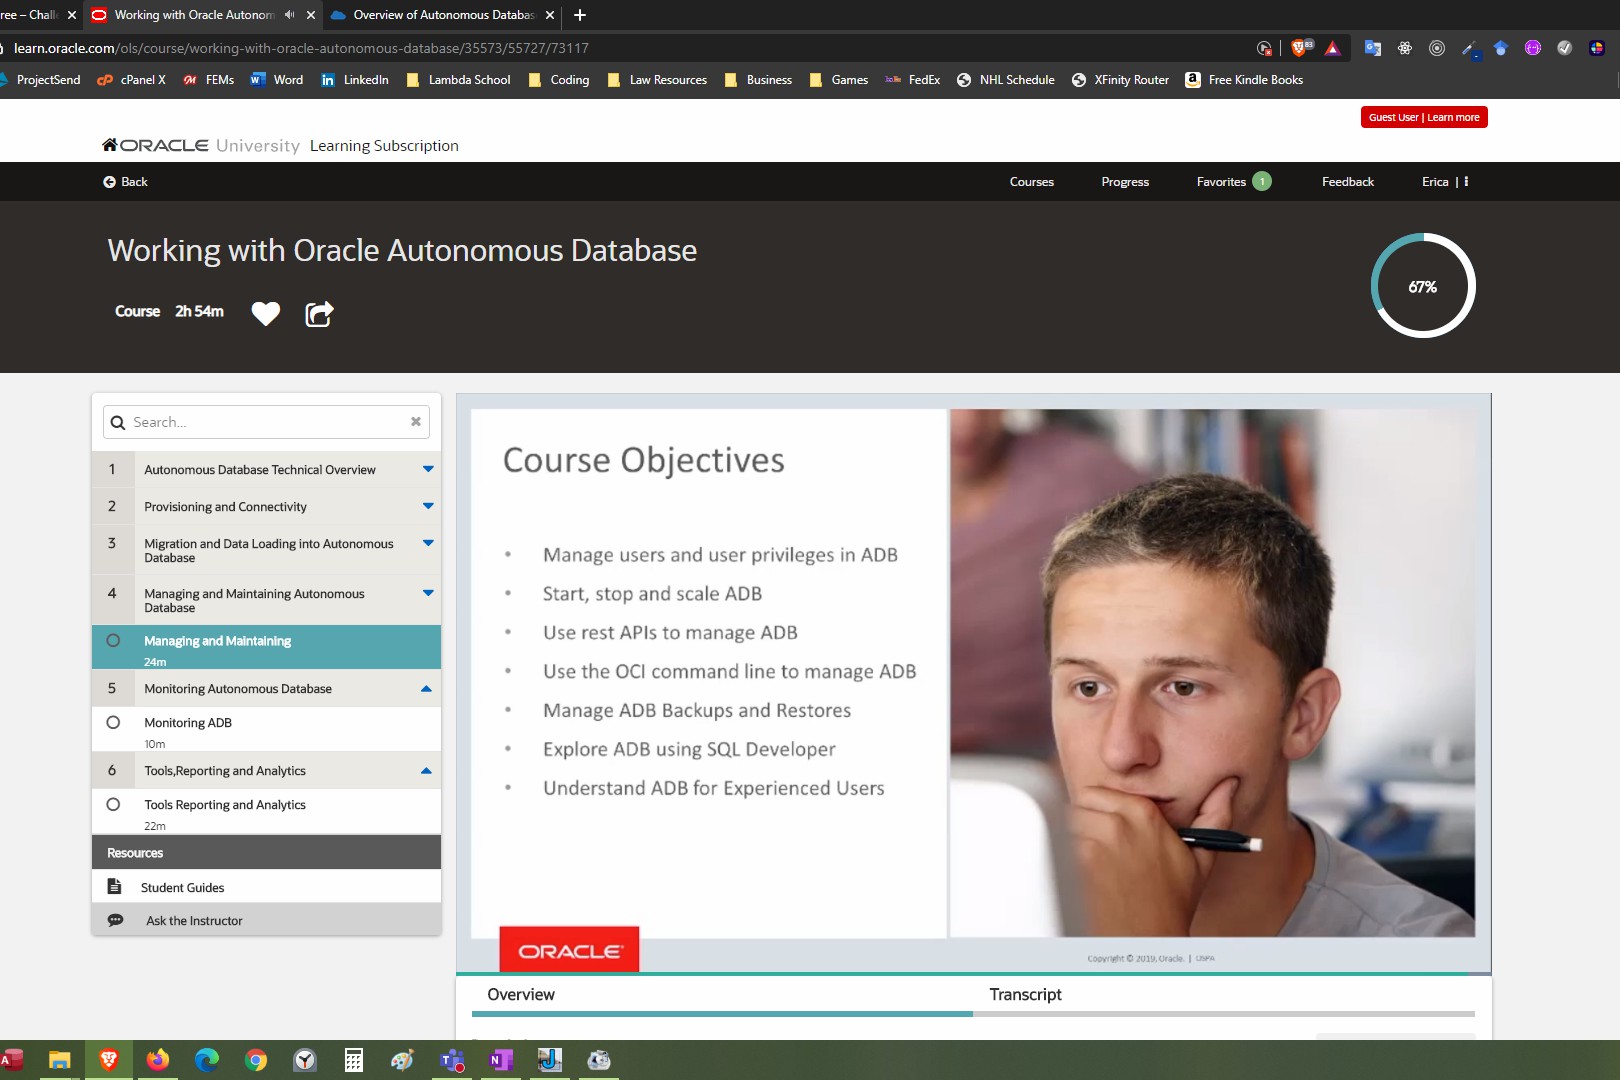 ree – Chall
Working with Oracle Autonom
Overview of Autonomous Databas
learn.oracle.com/ols/course/working-with-oracle-autonomous-database/35573/55727/73117
83
ProjectSend
cPanel X
FEMs
Word
LinkedIn
Lambda School
Coding
Law Resources
Business
Games
FedEx
NHL Schedule
XFinity Router
Free Kindle Books
Guest User | Learn more
ORACLE University Learning Subscription
Back
Courses
Progress
Favorites 1
Feedback
Erica |
Working with Oracle Autonomous Database
Course 2h 54m
67%
Search...
1 Autonomous Database Technical Overview
2 Provisioning and Connectivity
3 Migration and Data Loading into Autonomous
Database
4 Managing and Maintaining Autonomous
Database
Managing and Maintaining
24m
5 Monitoring Autonomous Database
Monitoring ADB
10m
6 Tools,Reporting and Analytics
Tools Reporting and Analytics
22m
Resources
Student Guides
Ask the Instructor
Course Objectives
• Manage users and user privileges in ADB
• Start, stop and scale ADB
• Use rest APIs to manage ADB
• Use the OCI command line to manage ADB
• Manage ADB Backups and Restores
• Explore ADB using SQL Developer
• Understand ADB for Experienced Users
ORACLE
Copyright © 2019, Oracle. |
Overview
Transcript